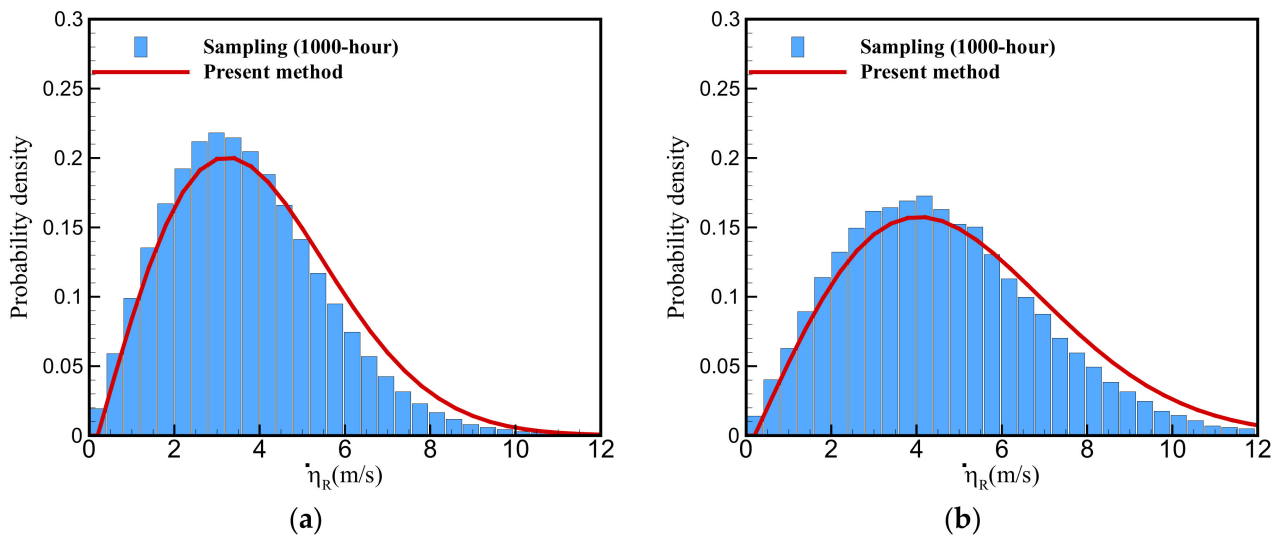 0.3
Sampling (1000-hour)
Present method
0.25
0.2
0.15
0.1
0.05
0
Probability density
0 2 4 6 8 10 12
η̇R(m/s)
(a)
0.3
Sampling (1000-hour)
Present method
0.25
0.2
0.15
0.1
0.05
0
Probability density
0 2 4 6 8 10 12
η̇R(m/s)
(b)